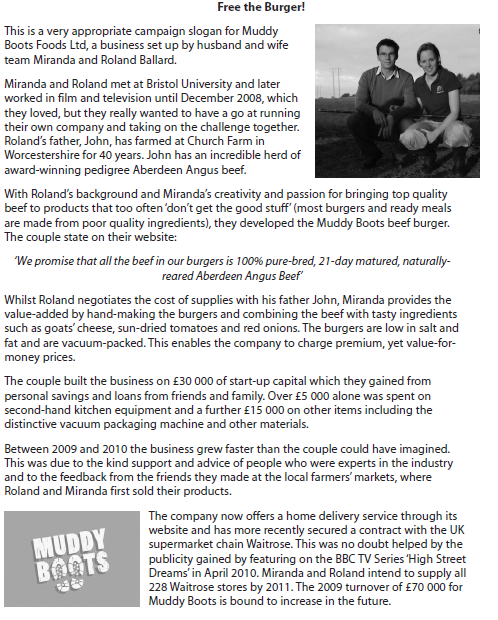 Free the Burger!
This is a very appropriate campaign slogan for Muddy
Boots Foods Ltd, a business set up by husband and wife
team Miranda and Roland Ballard.
Miranda and Roland met at Bristol University and later
worked in film and television until December 2008, which
they loved, but they really wanted to have a go at running
their own company and taking on the challenge together.
Roland's father, John, has farmed at Church Farm in
Worcestershire for 40 years. John has an incredible herd of
award-winning pedigree Aberdeen Angus beef.
With Roland's background and Miranda's creativity and passion for bringing top quality
beef to products that too often 'don't get the good stuff' (most burgers and ready meals
are made from poor quality ingredients), they developed the Muddy Boots beef burger.
The couple state on their website:
'We promise that all the beef in our burgers is 100% pure-bred, 21-day matured, naturally-
reared Aberdeen Angus Beef'
Whilst Roland negotiates the cost of supplies with his father John, Miranda provides the
value-added by hand-making the burgers and combining the beef with tasty ingredients
such as goats' cheese, sun-dried tomatoes and red onions. The burgers are low in salt and
fat and are vacuum-packed. This enables the company to charge premium, yet value-for-
money prices.
The couple built the business on £30 000 of start-up capital which they gained from
personal savings and loans from friends and family. Over £5 000 alone was spent on
second-hand kitchen equipment and a further £15 000 on other items including the
distinctive vacuum packaging machine and other materials.
Between 2009 and 2010 the business grew faster than the couple could have imagined.
This was due to the kind support and advice of people who were experts in the industry
and to the feedback from the friends they made at the local farmers' markets, where
Roland and Miranda first sold their products.
The company now offers a home delivery service through its
website and has more recently secured a contract with the UK
supermarket chain Waitrose. This was no doubt helped by the
publicity gained by featuring on the BBC TV Series 'High Street
Dreams' in April 2010. Miranda and Roland intend to supply all
228 Waitrose stores by 2011. The 2009 turnover of £70 000 for
Muddy Boots is bound to increase in the future.
MUDDY
BOOTS